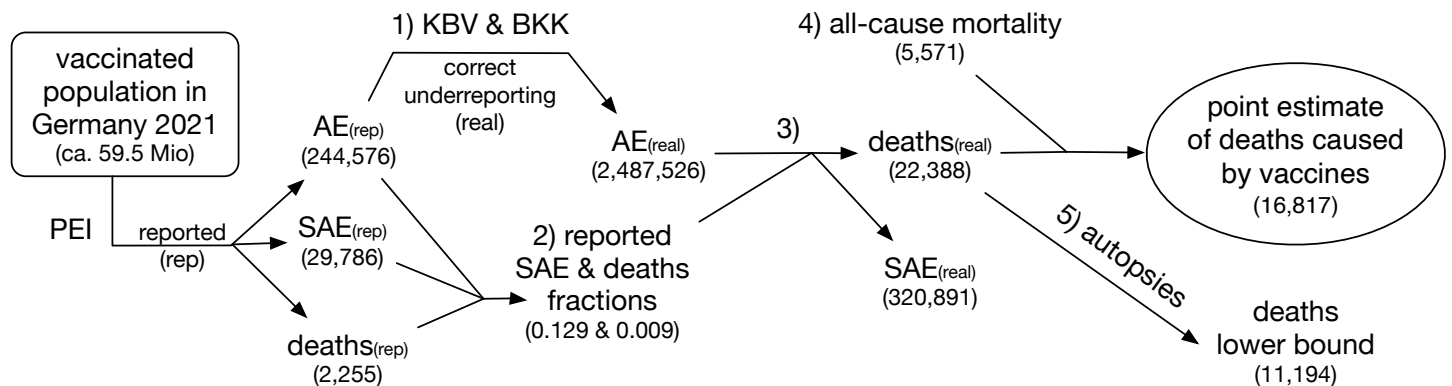 vaccinated
population in
Germany 2021
(ca. 59.5 Mio)
PEI
reported
(rep)
AE(rep)
(244,576)
SAE(rep)
(29,786)
deaths(rep)
(2,255)
1) KBV & BKK
correct
underreporting
(real)
AE(real)
(2,487,526)
2) reported
SAE & deaths
fractions
(0.129 & 0.009)
3)
deaths(real)
(22,388)
SAE(real)
(320,891)
4) all-cause mortality
(5,571)
point estimate
of deaths caused
by vaccines
(16,817)
5) autopsies
deaths
lower bound
(11,194)